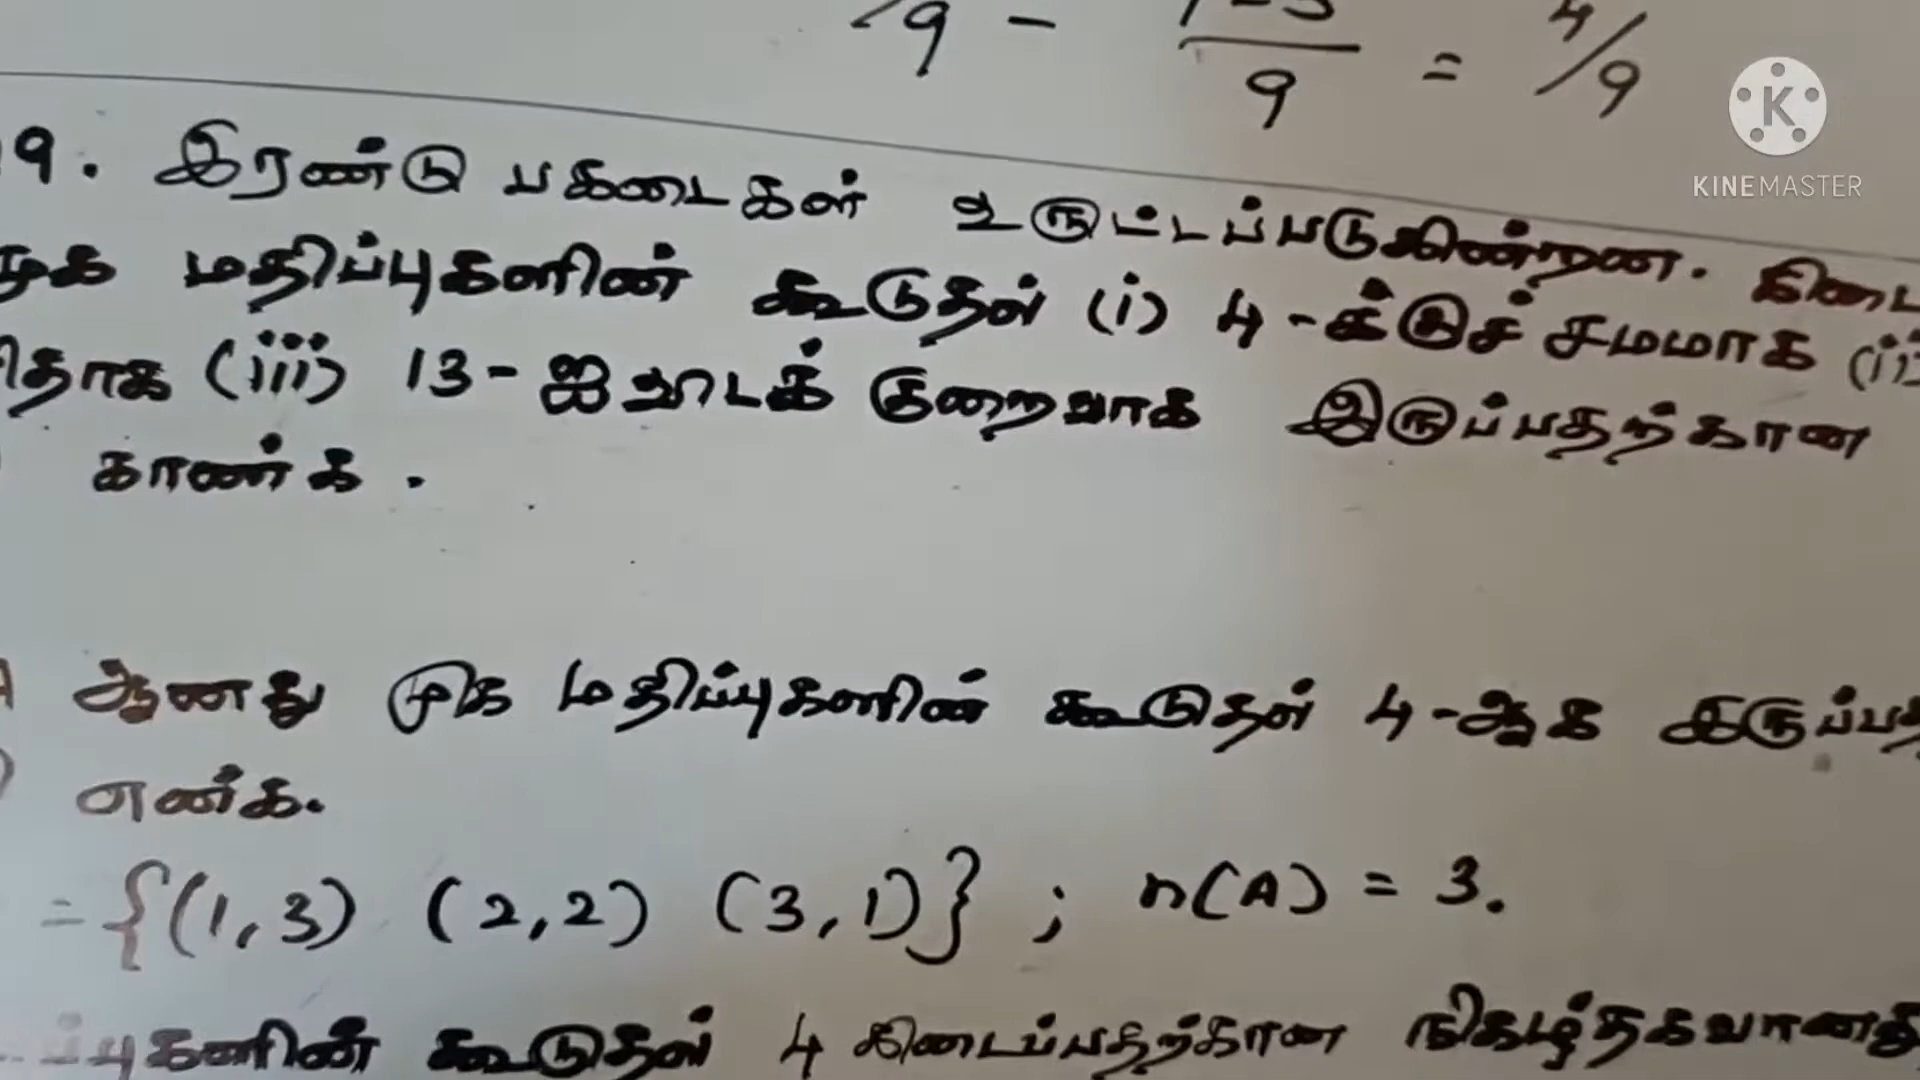 9 - 9 = 4/9
K
KINEMASTER
9. இரண்டு பகடைகள் உருட்டப்படுகின்றன. கிடை
முக மதிப்புகளின் கூடுதல் (i) 4-க்குச் சமமாக (ii)
தாக (iii) 13-ஐ விடக் குறைவாக இருப்பதற்கான
காண்க.
ஆனது முக மதிப்புகளின் கூடுதல் 4-ஆக இருப்பத
என்க.
= {(1,3) (2,2) (3,1)} ; n(A) = 3.
ப்புகளின் கூடுதல் 4 கிடைப்பதற்கான நிகழ்தகவானது